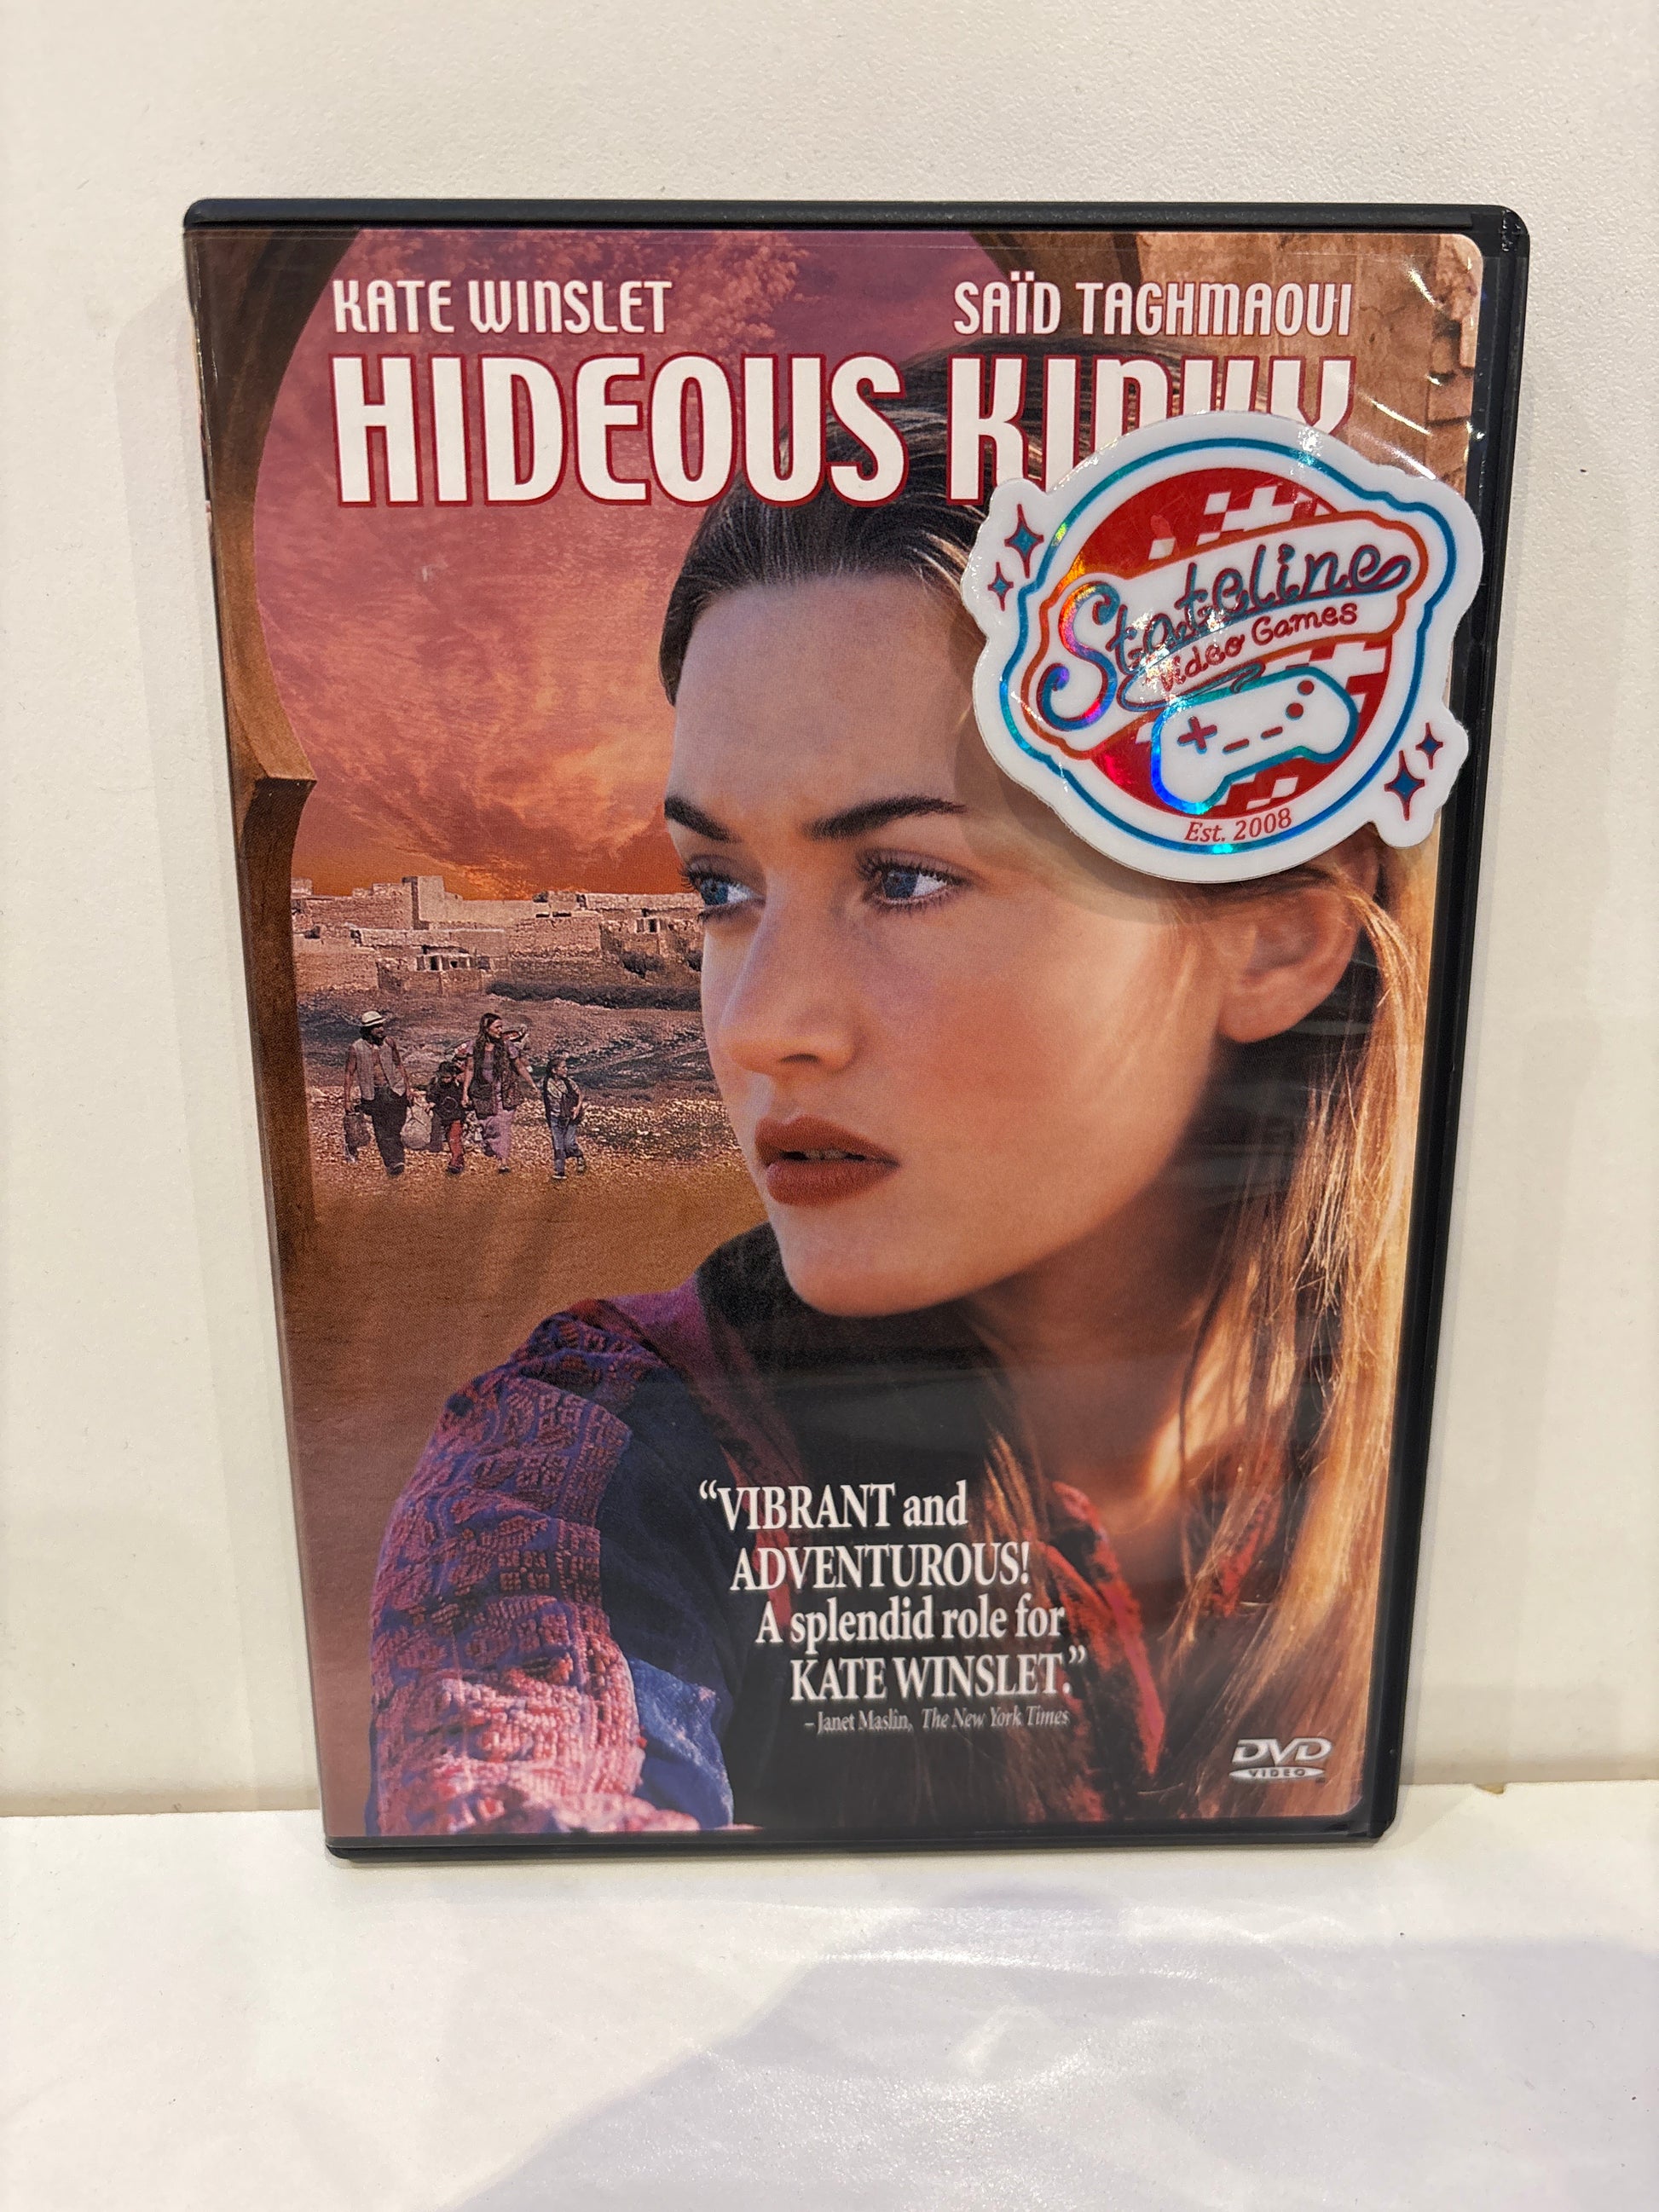 KATE WINSLET SAÏD TAGHMAOUI
HIDEOUS KINKY
Stateline
Video Games
Est. 2008
“VIBRANT and
ADVENTUROUS!
A splendid role for
KATE WINSLET.”
– Janet Maslin, The New York Times
DVD
VIDEO